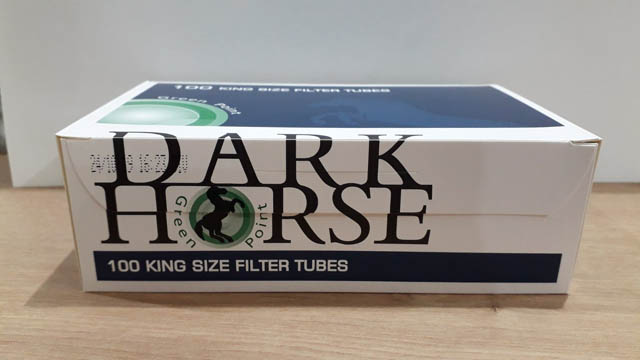 100 KING SIZE FILTER TUBES
Green Point
DARK
HORSE
Green Point
100 KING SIZE FILTER TUBES